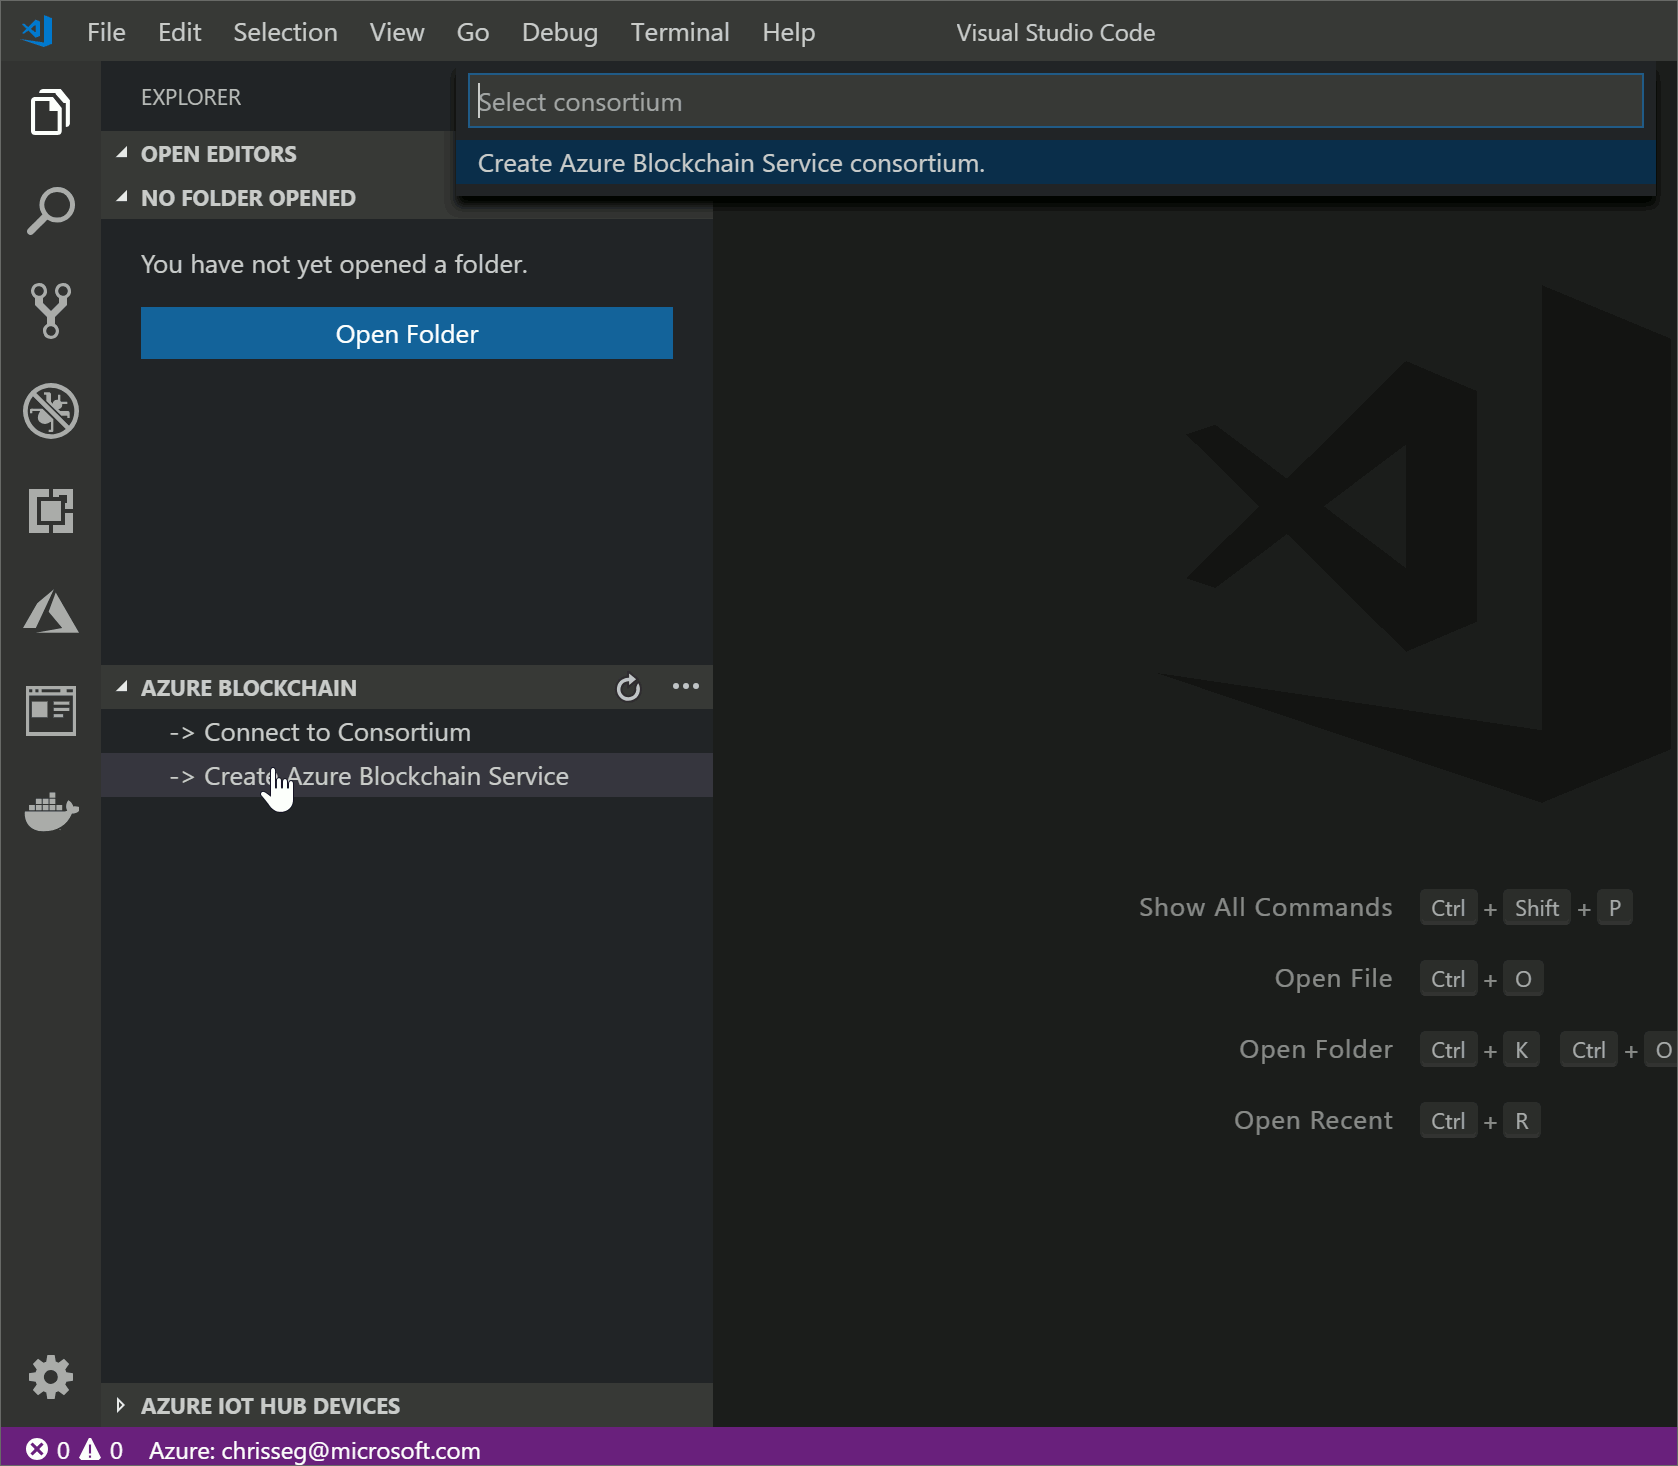 File Edit Selection View Go Debug Terminal Help Visual Studio Code
EXPLORER
Select consortium
Create Azure Blockchain Service consortium.
OPEN EDITORS
NO FOLDER OPENED
You have not yet opened a folder.
Open Folder
AZURE BLOCKCHAIN
-> Connect to Consortium
-> Create Azure Blockchain Service
Show All Commands Ctrl + Shift + P
Open File Ctrl + O
Open Folder Ctrl + K Ctrl + O
Open Recent Ctrl + R
AZURE IOT HUB DEVICES
0 0 Azure: chrisseg@microsoft.com